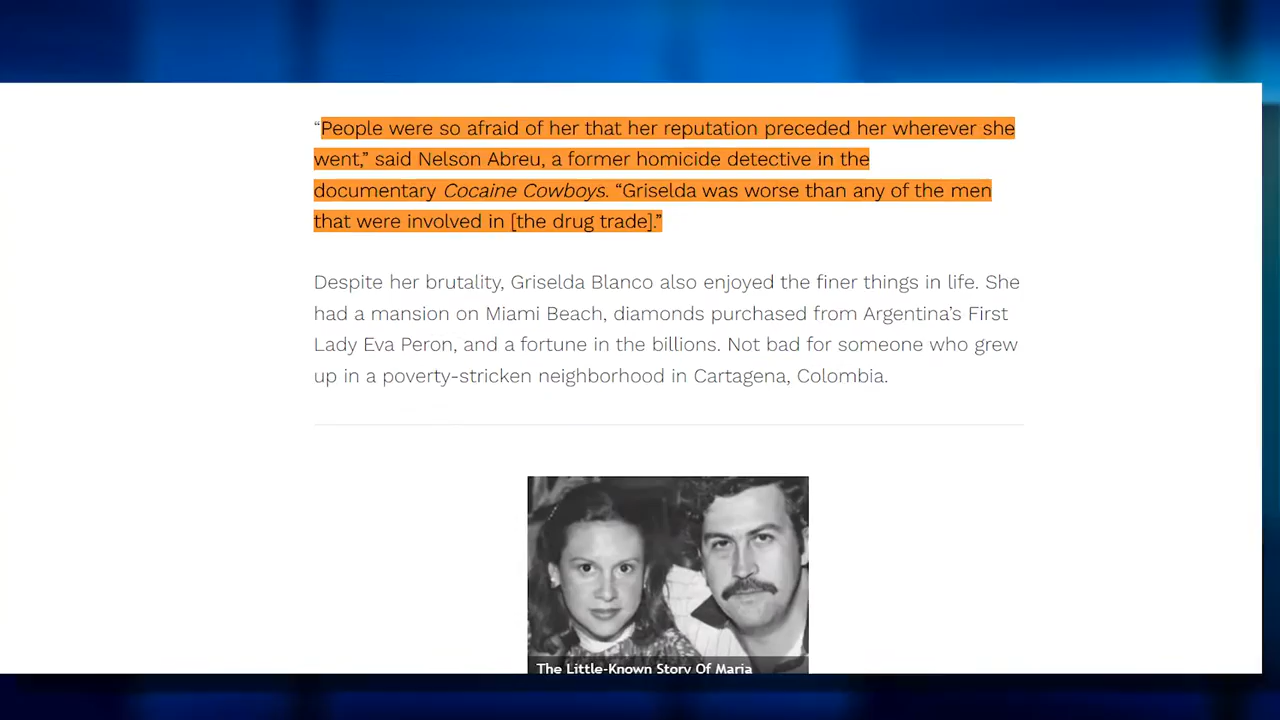 “People were so afraid of her that her reputation preceded her wherever she
went,” said Nelson Abreu, a former homicide detective in the
documentary Cocaine Cowboys. “Griselda was worse than any of the men
that were involved in [the drug trade].”
Despite her brutality, Griselda Blanco also enjoyed the finer things in life. She
had a mansion on Miami Beach, diamonds purchased from Argentina’s First
Lady Eva Peron, and a fortune in the billions. Not bad for someone who grew
up in a poverty-stricken neighborhood in Cartagena, Colombia.
The Little-Known Story Of Maria